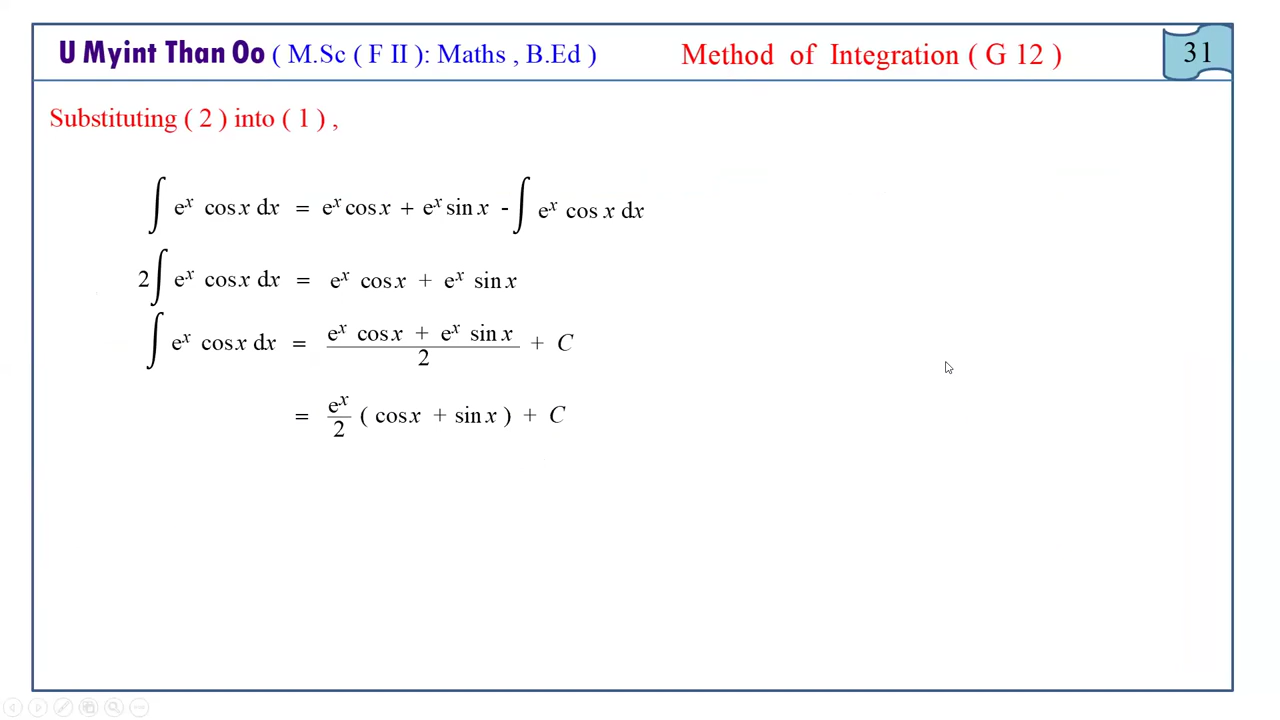 U Myint Than Oo ( M.Sc ( F II ): Maths , B.Ed ) Method of Integration ( G 12 ) 31
Substituting ( 2 ) into ( 1 ) ,
∫ eˣ cos x dx = eˣ cos x + eˣ sin x - ∫ eˣ cos x dx
2 ∫ eˣ cos x dx = eˣ cos x + eˣ sin x
∫ eˣ cos x dx = (eˣ cos x + eˣ sin x)/2 + C
= eˣ/2 ( cos x + sin x ) + C